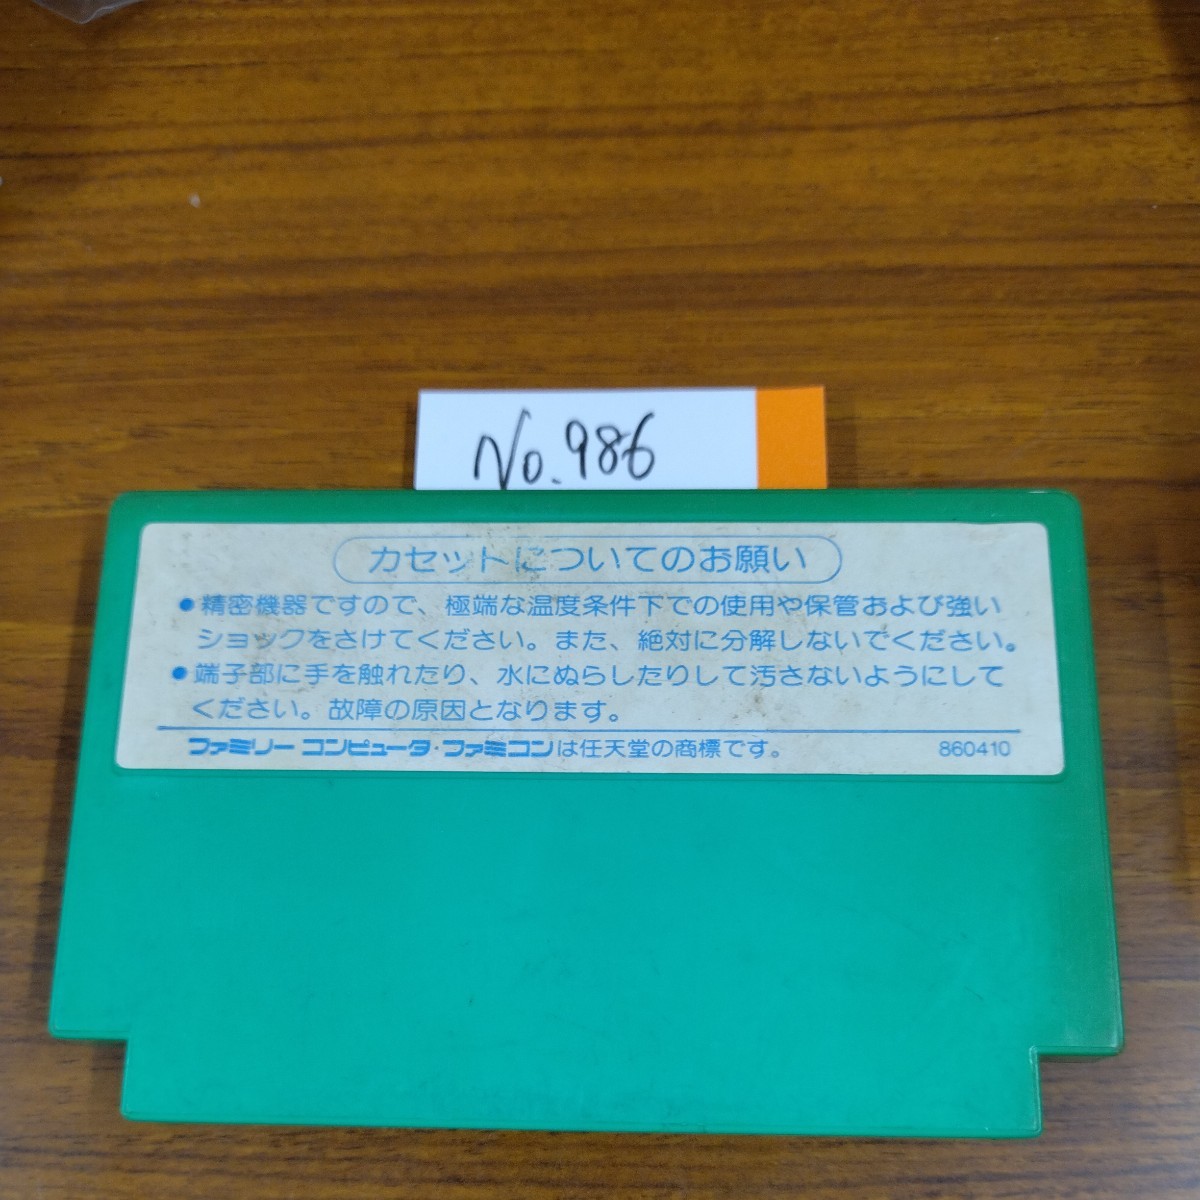 No.986
カセットについてのお願い
●精密機器ですので、極端な温度条件下での使用や保管および強い
ショックをさけてください。また、絶対に分解しないでください。
●端子部に手を触れたり、水にぬらしたりして汚さないようにして
ください。故障の原因となります。
ファミリーコンピュータ・ファミコンは任天堂の商標です。 860410